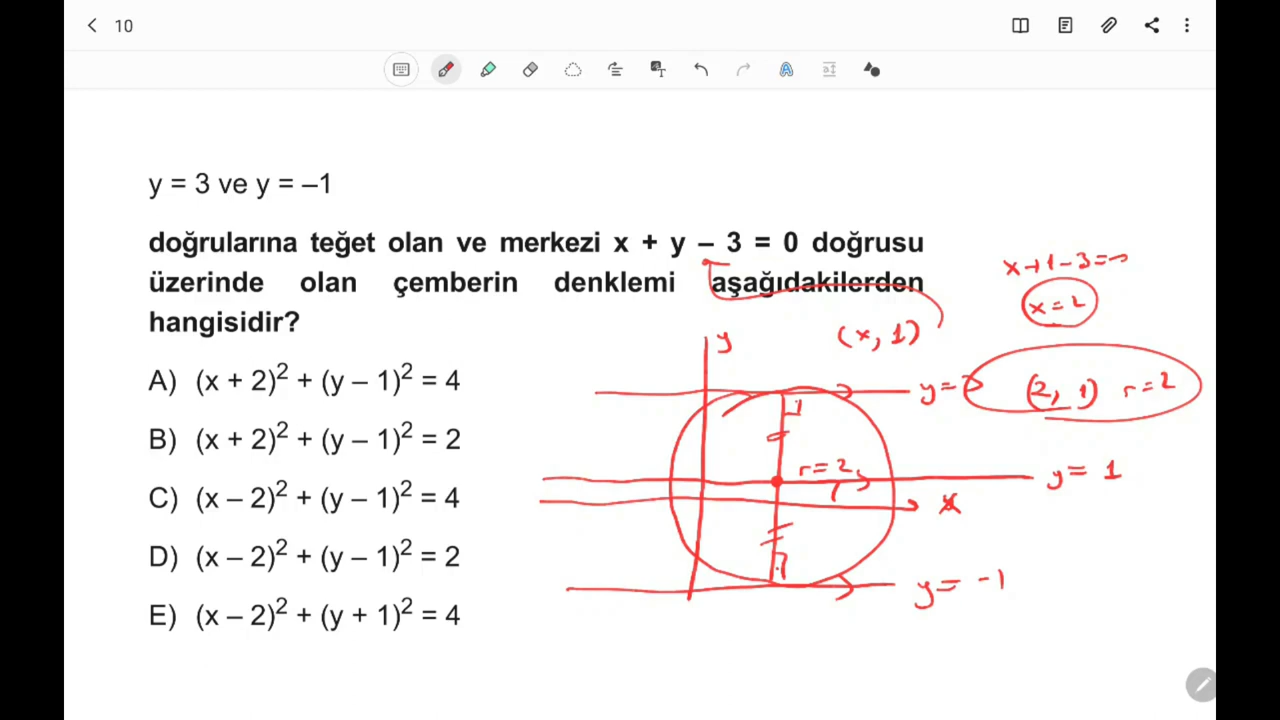 10
y = 3 ve y = –1
doğrularına teğet olan ve merkezi x + y – 3 = 0 doğrusu
üzerinde olan çemberin denklemi aşağıdakilerden
hangisidir?
A) (x + 2)² + (y – 1)² = 4
B) (x + 2)² + (y – 1)² = 2
C) (x – 2)² + (y – 1)² = 4
D) (x – 2)² + (y – 1)² = 2
E) (x – 2)² + (y + 1)² = 4
x+1-3=0
x=2
(x, 1)
y
y=3
(2, 1) r=2
r=2
y= 1
x
y= -1